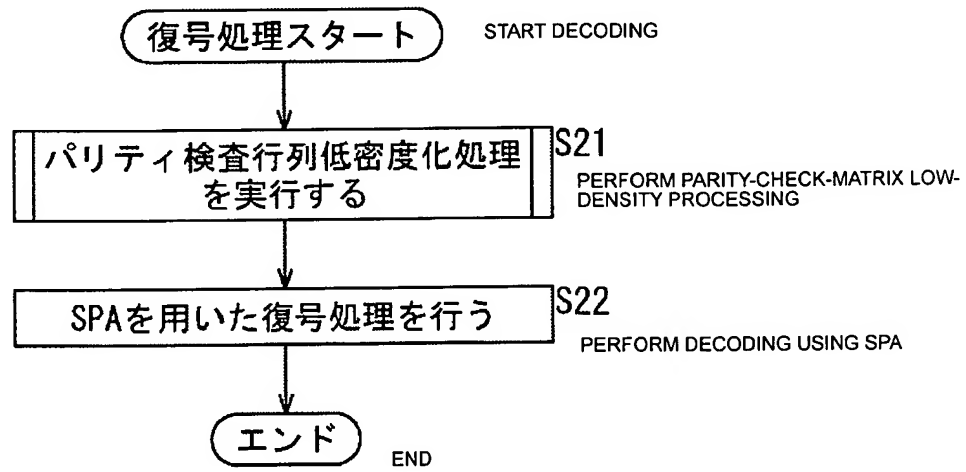 復号処理スタート
START DECODING
S21
パリティ検査行列低密度化処理
を実行する
PERFORM PARITY-CHECK-MATRIX LOW-
DENSITY PROCESSING
S22
SPAを用いた復号処理を行う
PERFORM DECODING USING SPA
エンド
END